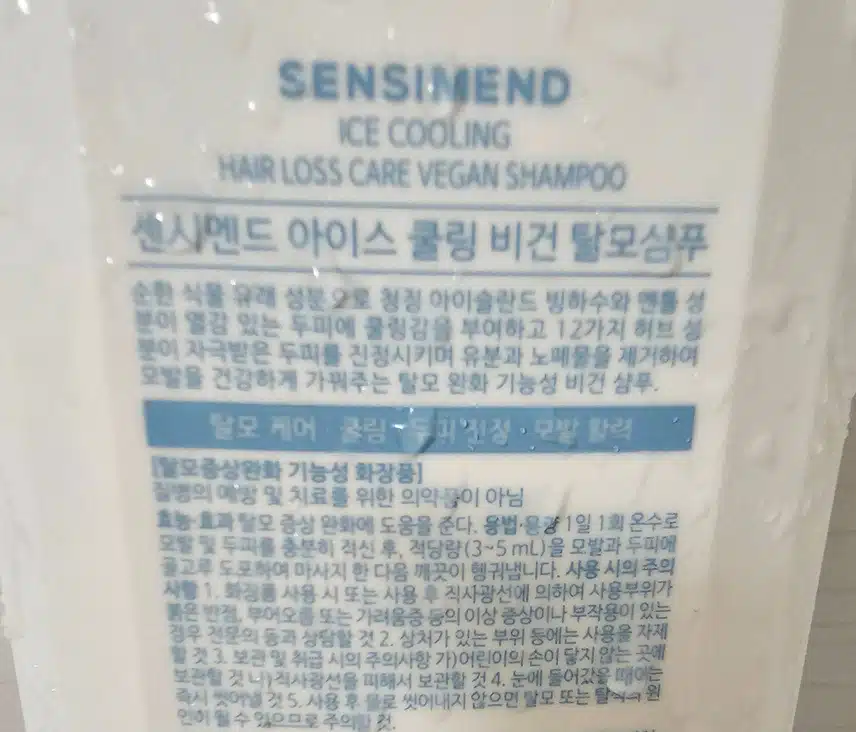 SENSIMEND
ICE COOLING
HAIR LOSS CARE VEGAN SHAMPOO
센시멘드 아이스 쿨링 비건 탈모샴푸
순한 식물 유래 성분으로 청정 아이슬란드 빙하수와 멘톨 성
분이 열감 있는 두피에 쿨링감을 부여하고 12가지 허브 성
분이 자극받은 두피를 진정시키며 유분과 노폐물을 제거하여
모발을 건강하게 가꿔주는 탈모 완화 기능성 비건 샴푸.
탈모 케어 · 쿨링 · 두피 진정 · 모발 활력
[탈모증상완화 기능성 화장품]
질병의 예방 및 치료를 위한 의약품이 아님
효능·효과 탈모 증상 완화에 도움을 준다. 용법·용량 1일 1회 온수로
모발 및 두피를 충분히 적신 후, 적당량(3~5 mL)을 모발과 두피에
골고루 도포하여 마사지 한 다음 깨끗이 헹궈냅니다. 사용 시의 주의
사항 1. 화장품 사용 시 또는 사용 후 직사광선에 의하여 사용부위가
붉은 반점, 부어오름 또는 가려움증 등의 이상 증상이나 부작용이 있는
경우 전문의 등과 상담할 것 2. 상처가 있는 부위 등에는 사용을 자제
할 것 3. 보관 및 취급 시의 주의사항 가)어린이의 손이 닿지 않는 곳에
보관할 것 나)직사광선을 피해서 보관할 것 4. 눈에 들어갔을 때에는
즉시 씻어낼 것 5. 사용 후 물로 씻어내지 않으면 탈모 또는 탈색의 원
인이 될 수 있으므로 주의할 것.